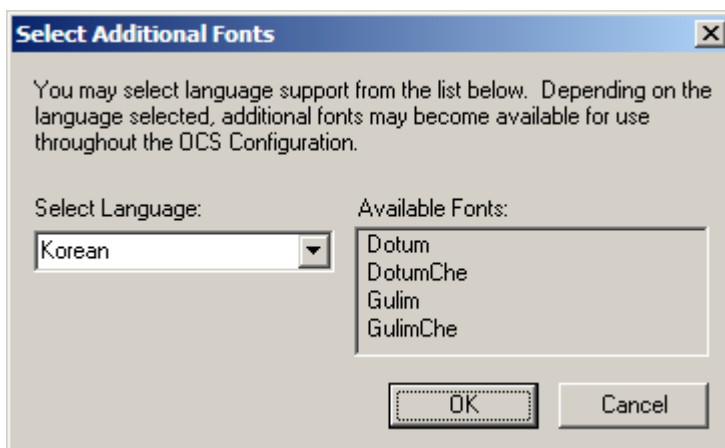 Select Additional Fonts
You may select language support from the list below.  Depending on the
language selected, additional fonts may become available for use
throughout the OCS Configuration.
Select Language:
Korean
Available Fonts:
Dotum
DotumChe
Gulim
GulimChe
OK
Cancel